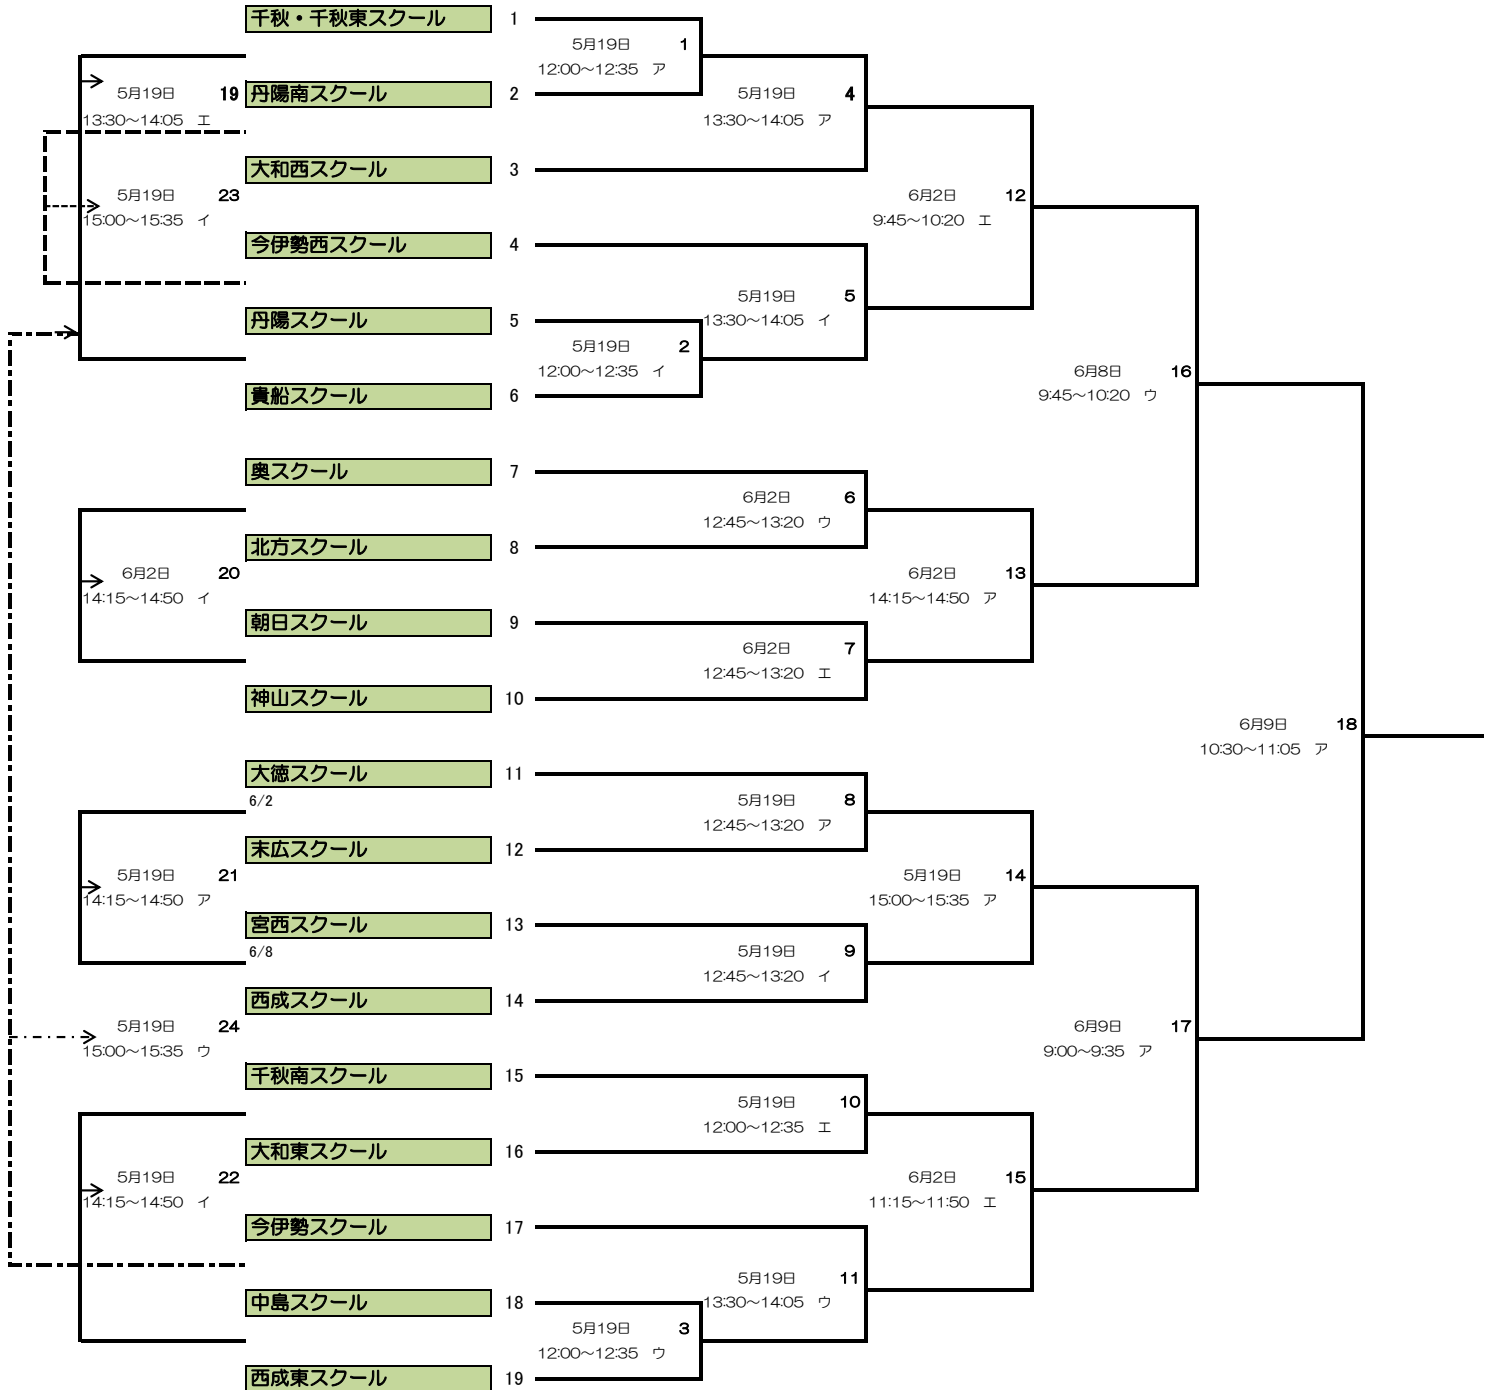 千秋・千秋東スクール 1
5月19日 1
12:00～12:35 ア
5月19日 19 丹陽南スクール 2 5月19日 4
13:30～14:05 エ 13:30～14:05 ア
大和西スクール 3
5月19日 23 6月2日 12
15:00～15:35 イ 9:45～10:20 エ
今伊勢西スクール 4
5月19日 5
丹陽スクール 5 13:30～14:05 イ
5月19日 2
12:00～12:35 イ 6月8日 16
貴船スクール 6 9:45～10:20 ウ
奥スクール 7
6月2日 6
12:45～13:20 ウ
北方スクール 8
6月2日 20 6月2日 13
14:15～14:50 イ 14:15～14:50 ア
朝日スクール 9
6月2日 7
12:45～13:20 エ
神山スクール 10
6月9日 18
10:30～11:05 ア
大徳スクール 11
6/2 5月19日 8
12:45～13:20 ア
末広スクール 12
5月19日 21 5月19日 14
14:15～14:50 ア 15:00～15:35 ア
宮西スクール 13
6/8 5月19日 9
12:45～13:20 イ
西成スクール 14
5月19日 24 6月9日 17
15:00～15:35 ウ 9:00～9:35 ア
千秋南スクール 15
5月19日 10
12:00～12:35 エ
大和東スクール 16
5月19日 22 6月2日 15
14:15～14:50 イ 11:15～11:50 エ
今伊勢スクール 17
5月19日 11
中島スクール 18 13:30～14:05 ウ
5月19日 3
12:00～12:35 ウ
西成東スクール 19